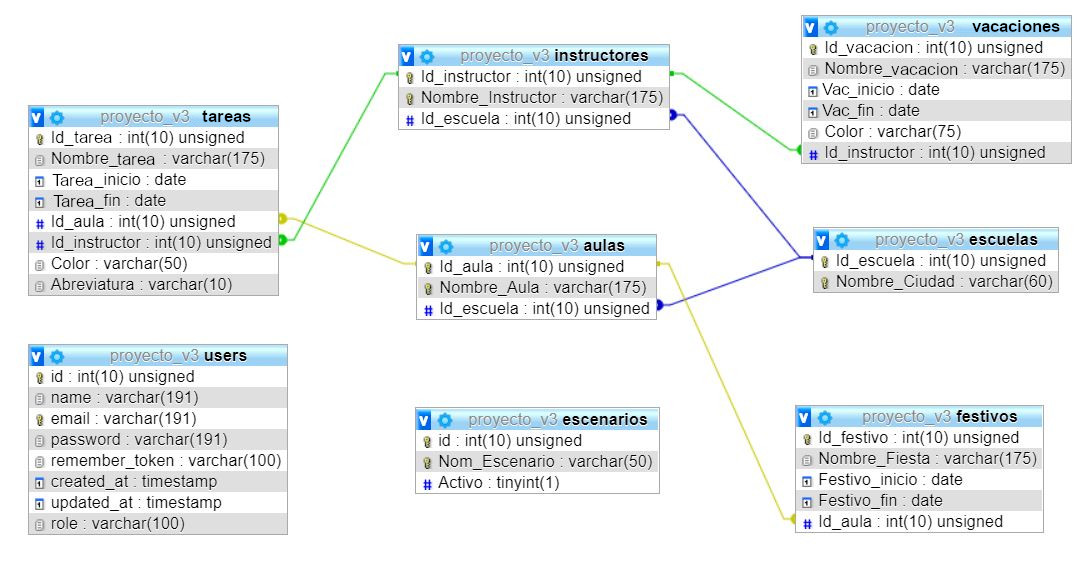 proyecto_v3 tareas
Id_tarea : int(10) unsigned
Nombre_tarea : varchar(175)
Tarea_inicio : date
Tarea_fin : date
Id_aula : int(10) unsigned
Id_instructor : int(10) unsigned
Color : varchar(50)
Abreviatura : varchar(10)
proyecto_v3 users
id : int(10) unsigned
name : varchar(191)
email : varchar(191)
password : varchar(191)
remember_token : varchar(100)
created_at : timestamp
updated_at : timestamp
role : varchar(100)
proyecto_v3 instructores
Id_instructor : int(10) unsigned
Nombre_Instructor : varchar(175)
Id_escuela : int(10) unsigned
proyecto_v3 aulas
Id_aula : int(10) unsigned
Nombre_Aula : varchar(175)
Id_escuela : int(10) unsigned
proyecto_v3 escenarios
id : int(10) unsigned
Nom_Escenario : varchar(50)
Activo : tinyint(1)
proyecto_v3 vacaciones
Id_vacacion : int(10) unsigned
Nombre_vacacion : varchar(175)
Vac_inicio : date
Vac_fin : date
Color : varchar(75)
Id_instructor : int(10) unsigned
proyecto_v3 escuelas
Id_escuela : int(10) unsigned
Nombre_Ciudad : varchar(60)
proyecto_v3 festivos
Id_festivo : int(10) unsigned
Nombre_Fiesta : varchar(175)
Festivo_inicio : date
Festivo_fin : date
Id_aula : int(10) unsigned